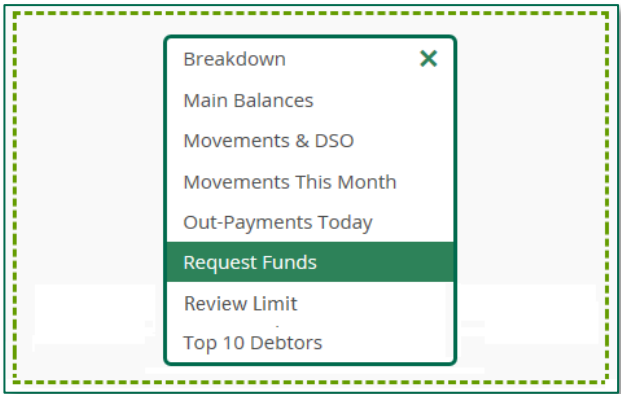 Breakdown
Main Balances
Movements & DSO
Movements This Month
Out-Payments Today
Request Funds
Review Limit
Top 10 Debtors